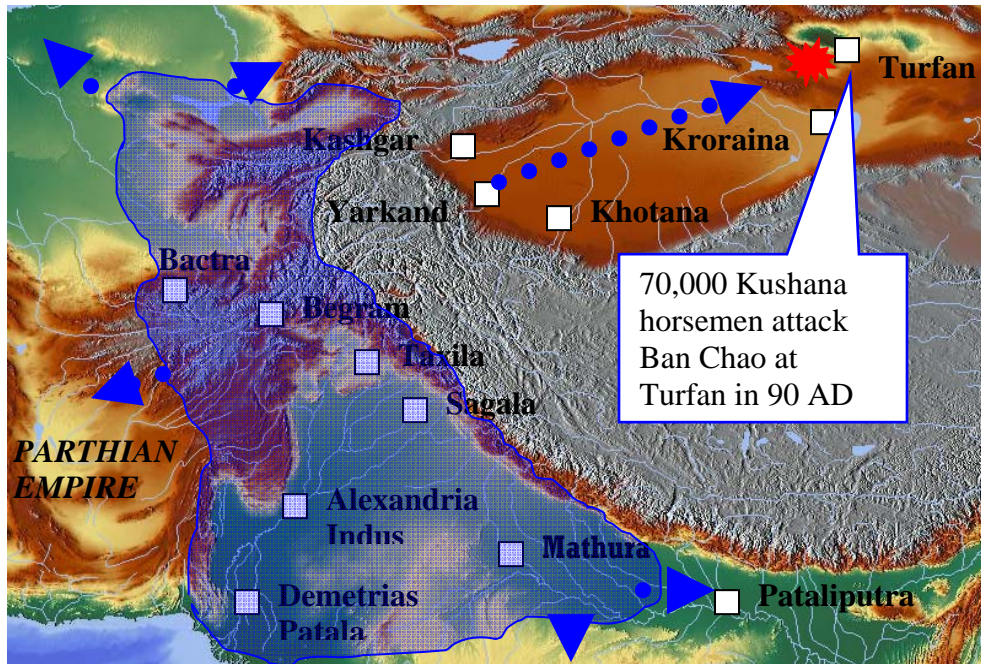 Turfan
Kashgar
Kroraina
Yarkand
Khotana
70,000 Kushana
horsemen attack
Ban Chao at
Turfan in 90 AD
Bactra
Begram
Taxila
Sagala
PARTHIAN
EMPIRE
Alexandria
Indus
Mathura
Demetrias
Patala
Pataliputra